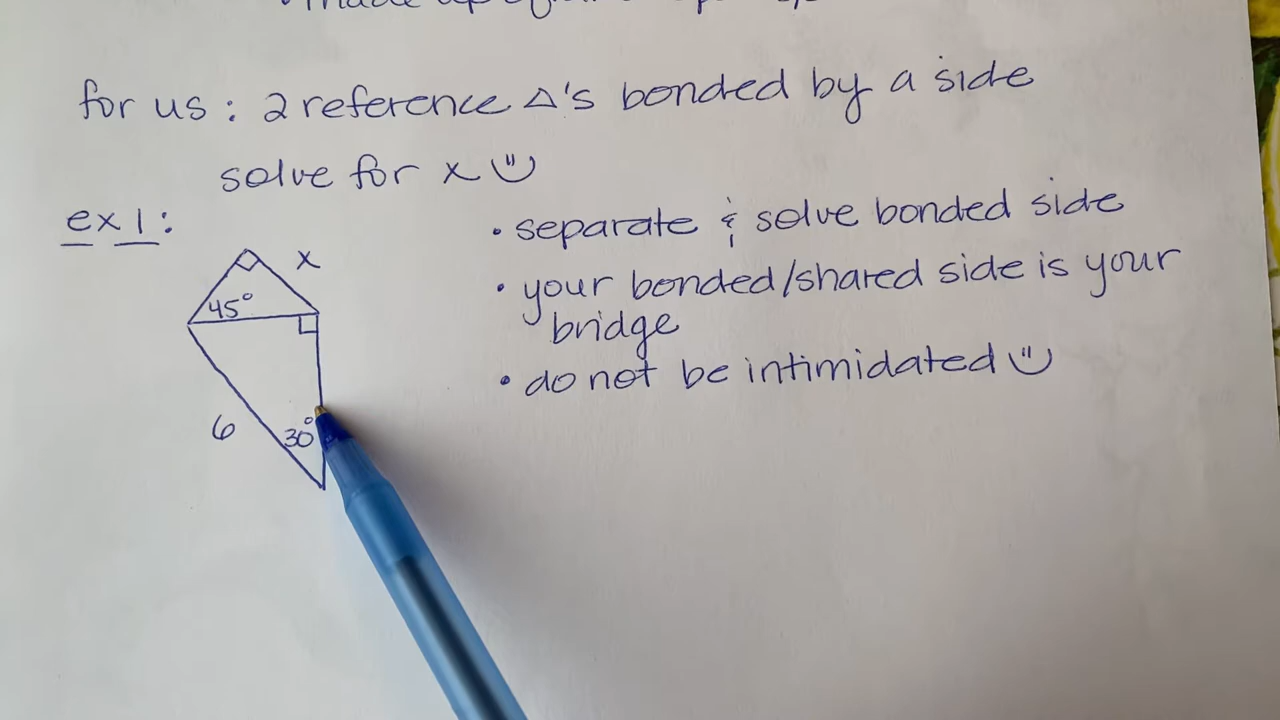 for us: 2 reference △'s bonded by a side
solve for x
ex 1:
• separate & solve bonded side
• your bonded/shared side is your
bridge
• do not be intimidated
x
45°
6
30°